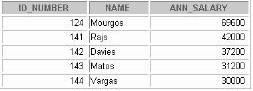 ID_NUMBER NAME ANN_SALARY
124 Mourgos 69600
141 Rajs 42000
142 Davies 37200
143 Matos 31200
144 Vargas 30000